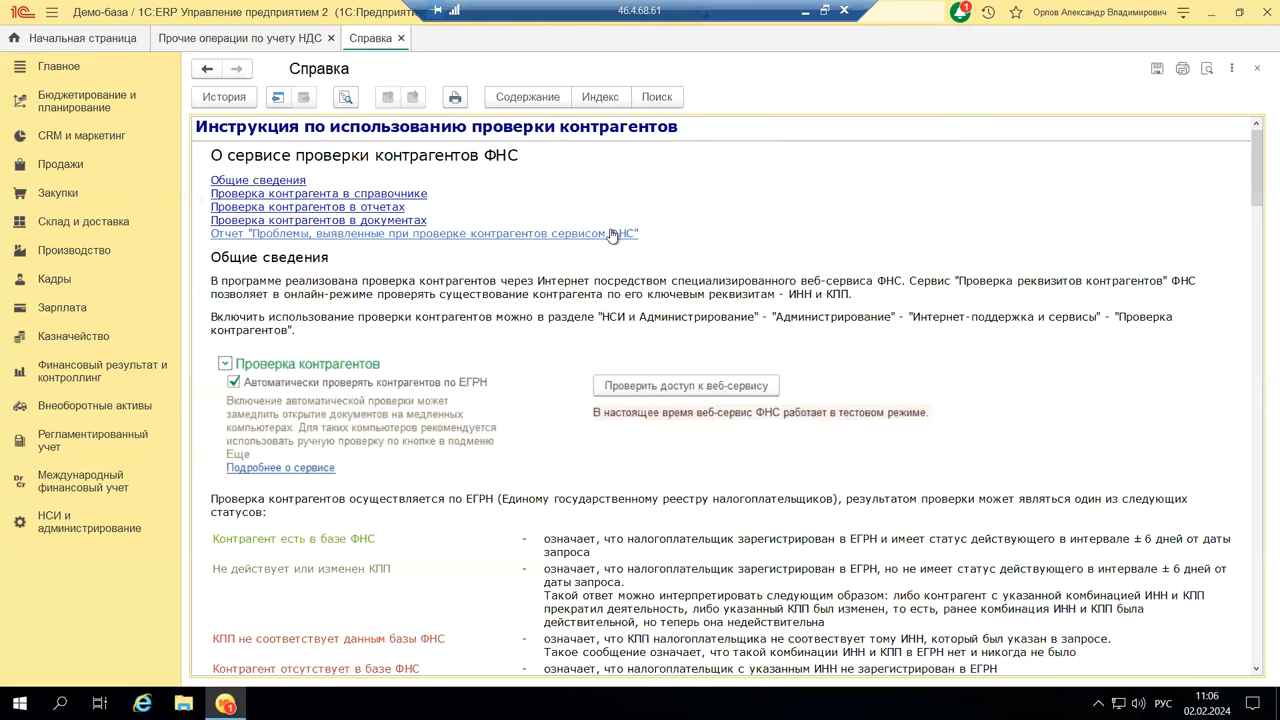 Демо-база / 1С:ERP Управление предприятием 2 (1С:Предприятие
46.4.68.61
Орлов Александр Владимирович
Начальная страница
Прочие операции по учету НДС
Справка
Главное
Бюджетирование и
планирование
CRM и маркетинг
Продажи
Закупки
Склад и доставка
Производство
Кадры
Зарплата
Казначейство
Финансовый результат и
контроллинг
Внеоборотные активы
Регламентированный
учет
Международный
финансовый учет
НСИ и
администрирование
Справка
История
Содержание
Индекс
Поиск
Инструкция по использованию проверки контрагентов
О сервисе проверки контрагентов ФНС
Общие сведения
Проверка контрагента в справочнике
Проверка контрагентов в отчетах
Проверка контрагентов в документах
Отчет "Проблемы, выявленные при проверке контрагентов сервисом ФНС"
Общие сведения
В программе реализована проверки контрагентов через Интернет посредством специализированного веб-сервиса ФНС. Сервис "Проверка реквизитов контрагентов" ФНС
позволяет в онлайн-режиме проверять существование контрагента по его ключевым реквизитам - ИНН и КПП.
Включить использование проверки контрагентов можно в разделе "НСИ и Администрирование" - "Администрирование" - "Интернет-поддержка и сервисы" - "Проверка
контрагентов".
Проверка контрагентов
Автоматически проверять контрагентов по ЕГРН
Включение автоматической проверки может
замедлить открытие документов на медленных
компьютерах. Для таких компьютеров рекомендуется
использовать ручную проверку по кнопке в подменю
Еще
Подробнее о сервисе
Проверить доступ к веб-сервису
В настоящее время веб-сервис ФНС работает в тестовом режиме.
Проверка контрагентов осуществляется по ЕГРН (Единому государственному реестру налогоплательщиков), результатом проверки может являться один из следующих
статусов:
Контрагент есть в базе ФНС - означает, что налогоплательщик зарегистрирован в ЕГРН и имеет статус действующего в интервале ± 6 дней от даты
запроса
Не действует или изменен КПП - означает, что налогоплательщик зарегистрирован в ЕГРН, но не имеет статус действующего в интервале ± 6 дней от
даты запроса.
Такой ответ можно интерпретировать следующим образом: либо контрагент с указанной комбинацией ИНН и КПП
прекратил деятельность, либо указанный КПП был изменен, то есть, ранее комбинация ИНН и КПП была
действительной, но теперь она недействительна
КПП не соответствует данным базы ФНС - означает, что КПП налогоплательщика не соотвествует тому ИНН, который был указан в запросе.
Такое сообщение означает, что такой комбинации ИНН и КПП в ЕГРН нет и никогда не было
Контрагент отсутствует в базе ФНС - означает, что налогоплательщик с указанным ИНН не зарегистрирован в ЕГРН
РУС
11:06
02.02.2024